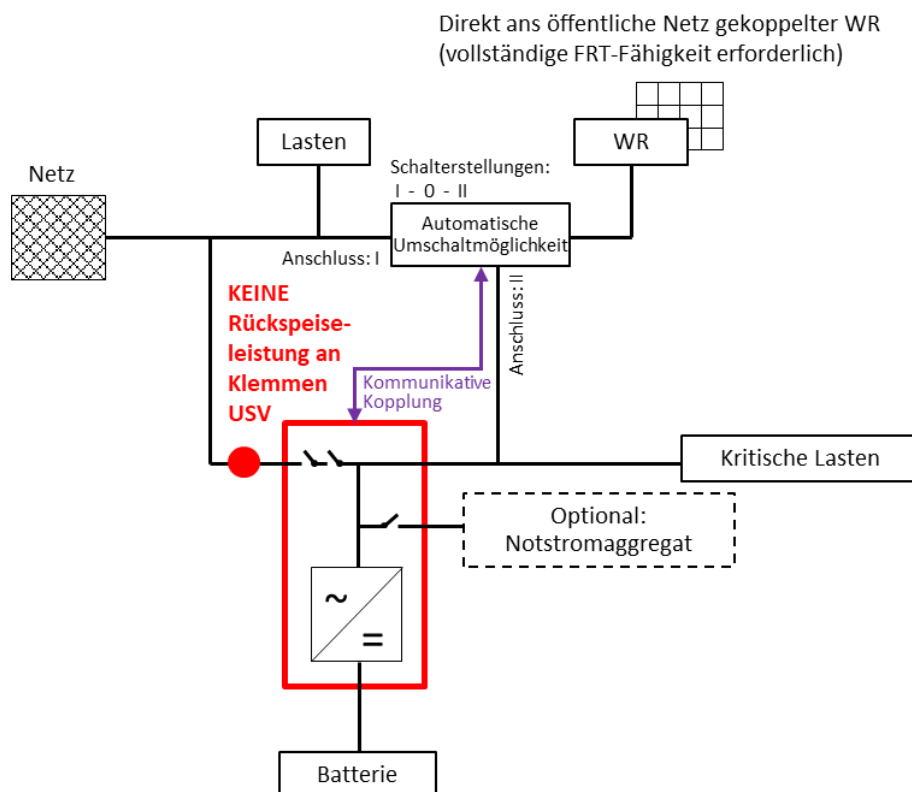 Direkt ans öffentliche Netz gekoppelter WR
(vollständige FRT-Fähigkeit erforderlich)
Lasten
WR
Netz
Schalterstellungen:
I - 0 - II
Automatische
Umschaltmöglichkeit
Anschluss: I
Anschluss: II
KEINE
Rückspeise-
leistung an
Klemmen
USV
Kommunikative
Kopplung
Kritische Lasten
Optional:
Notstromaggregat
~
=
Batterie